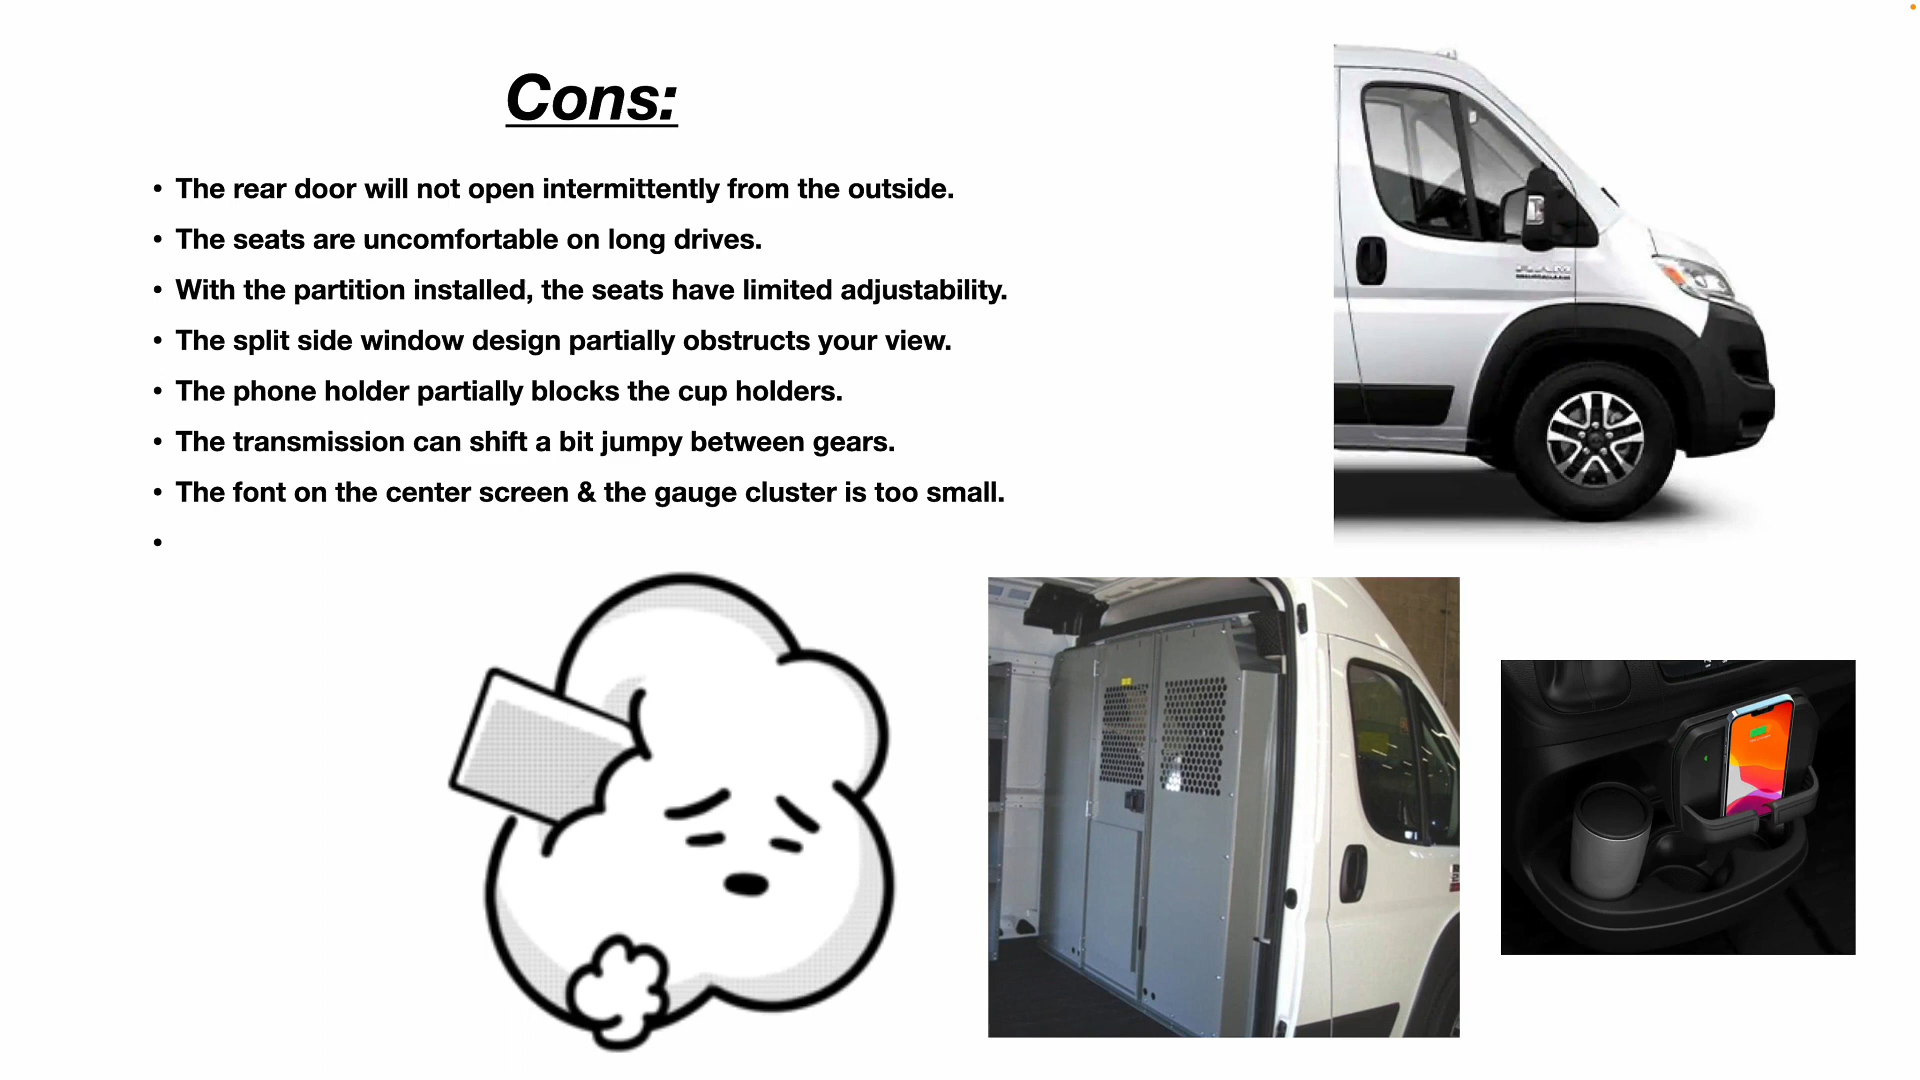 Cons:
• The rear door will not open intermittently from the outside.
• The seats are uncomfortable on long drives.
• With the partition installed, the seats have limited adjustability.
• The split side window design partially obstructs your view.
• The phone holder partially blocks the cup holders.
• The transmission can shift a bit jumpy between gears.
• The font on the center screen & the gauge cluster is too small.
•
RAM